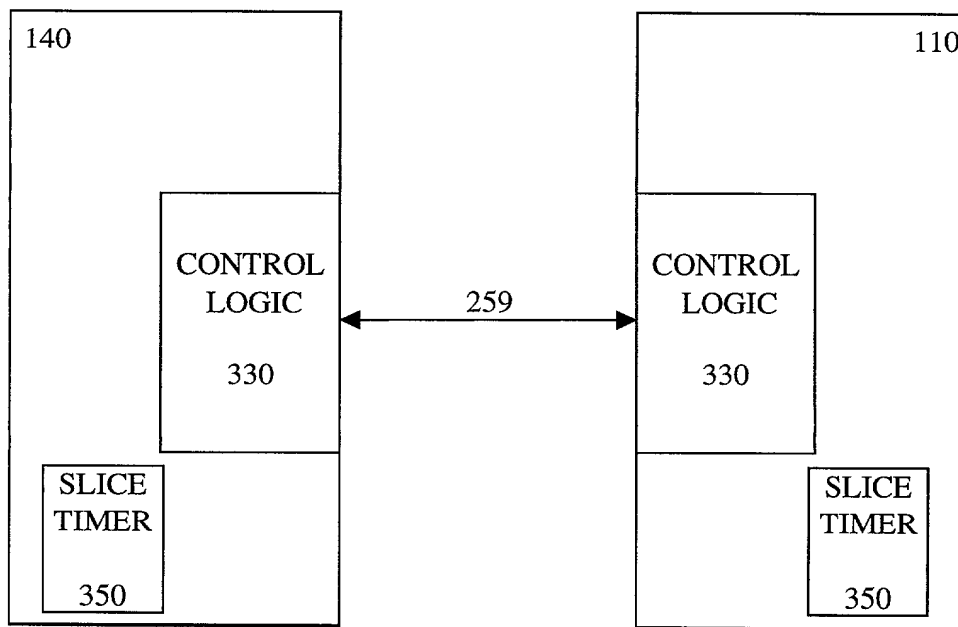 140
CONTROL
LOGIC
330
SLICE
TIMER
350
259
110
CONTROL
LOGIC
330
SLICE
TIMER
350